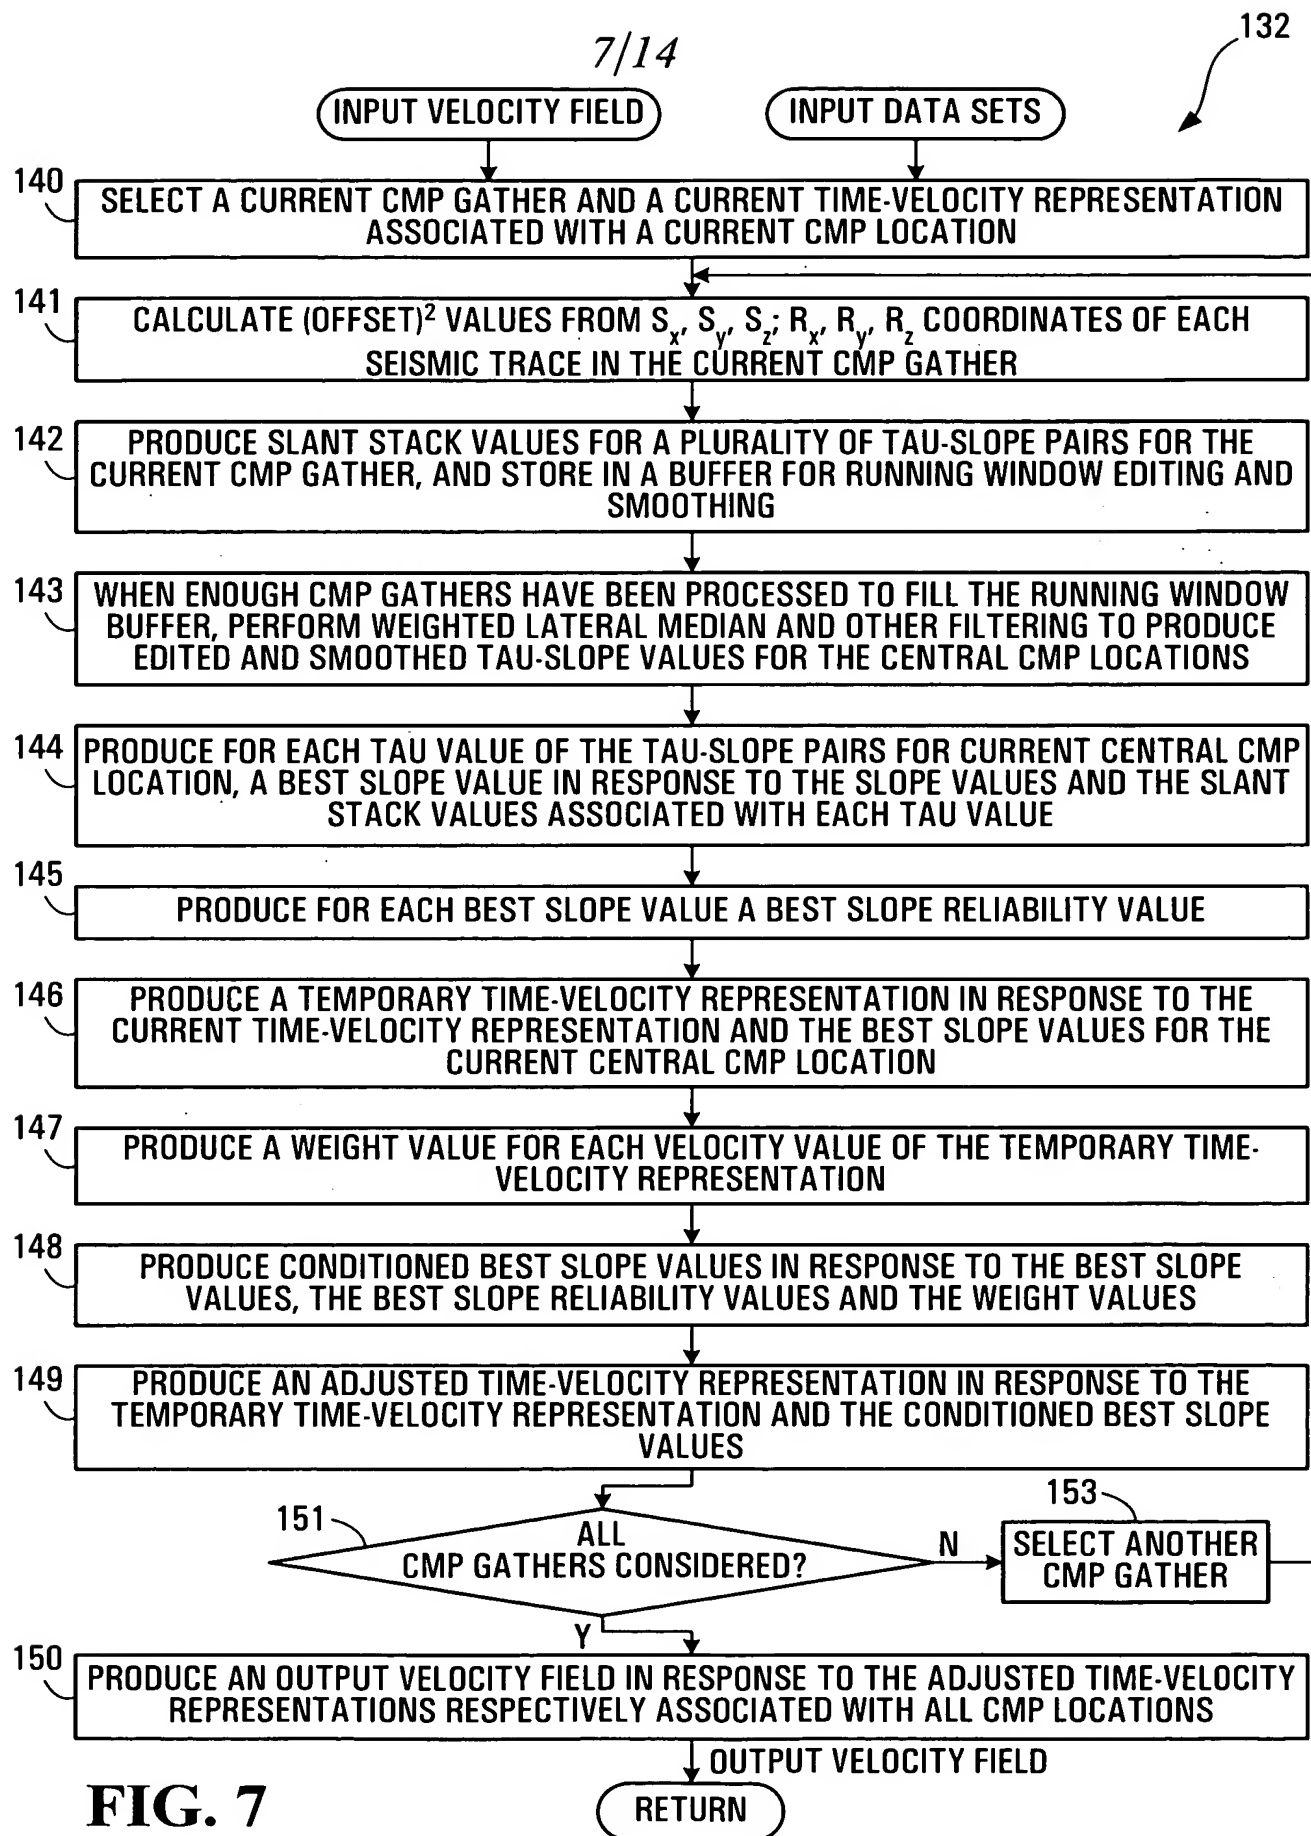 7/14
132
INPUT VELOCITY FIELD
INPUT DATA SETS
140
SELECT A CURRENT CMP GATHER AND A CURRENT TIME-VELOCITY REPRESENTATION
ASSOCIATED WITH A CURRENT CMP LOCATION
141
CALCULATE (OFFSET)² VALUES FROM Sₓ, S_y, S_z; Rₓ, R_y, R_z COORDINATES OF EACH
SEISMIC TRACE IN THE CURRENT CMP GATHER
142
PRODUCE SLANT STACK VALUES FOR A PLURALITY OF TAU-SLOPE PAIRS FOR THE
CURRENT CMP GATHER, AND STORE IN A BUFFER FOR RUNNING WINDOW EDITING AND
SMOOTHING
143
WHEN ENOUGH CMP GATHERS HAVE BEEN PROCESSED TO FILL THE RUNNING WINDOW
BUFFER, PERFORM WEIGHTED LATERAL MEDIAN AND OTHER FILTERING TO PRODUCE
EDITED AND SMOOTHED TAU-SLOPE VALUES FOR THE CENTRAL CMP LOCATIONS
144
PRODUCE FOR EACH TAU VALUE OF THE TAU-SLOPE PAIRS FOR CURRENT CENTRAL CMP
LOCATION, A BEST SLOPE VALUE IN RESPONSE TO THE SLOPE VALUES AND THE SLANT
STACK VALUES ASSOCIATED WITH EACH TAU VALUE
145
PRODUCE FOR EACH BEST SLOPE VALUE A BEST SLOPE RELIABILITY VALUE
146
PRODUCE A TEMPORARY TIME-VELOCITY REPRESENTATION IN RESPONSE TO THE
CURRENT TIME-VELOCITY REPRESENTATION AND THE BEST SLOPE VALUES FOR THE
CURRENT CENTRAL CMP LOCATION
147
PRODUCE A WEIGHT VALUE FOR EACH VELOCITY VALUE OF THE TEMPORARY TIME-
VELOCITY REPRESENTATION
148
PRODUCE CONDITIONED BEST SLOPE VALUES IN RESPONSE TO THE BEST SLOPE
VALUES, THE BEST SLOPE RELIABILITY VALUES AND THE WEIGHT VALUES
149
PRODUCE AN ADJUSTED TIME-VELOCITY REPRESENTATION IN RESPONSE TO THE
TEMPORARY TIME-VELOCITY REPRESENTATION AND THE CONDITIONED BEST SLOPE
VALUES
151
ALL
CMP GATHERS CONSIDERED?
N
153
SELECT ANOTHER
CMP GATHER
Y
150
PRODUCE AN OUTPUT VELOCITY FIELD IN RESPONSE TO THE ADJUSTED TIME-VELOCITY
REPRESENTATIONS RESPECTIVELY ASSOCIATED WITH ALL CMP LOCATIONS
OUTPUT VELOCITY FIELD
RETURN
FIG. 7